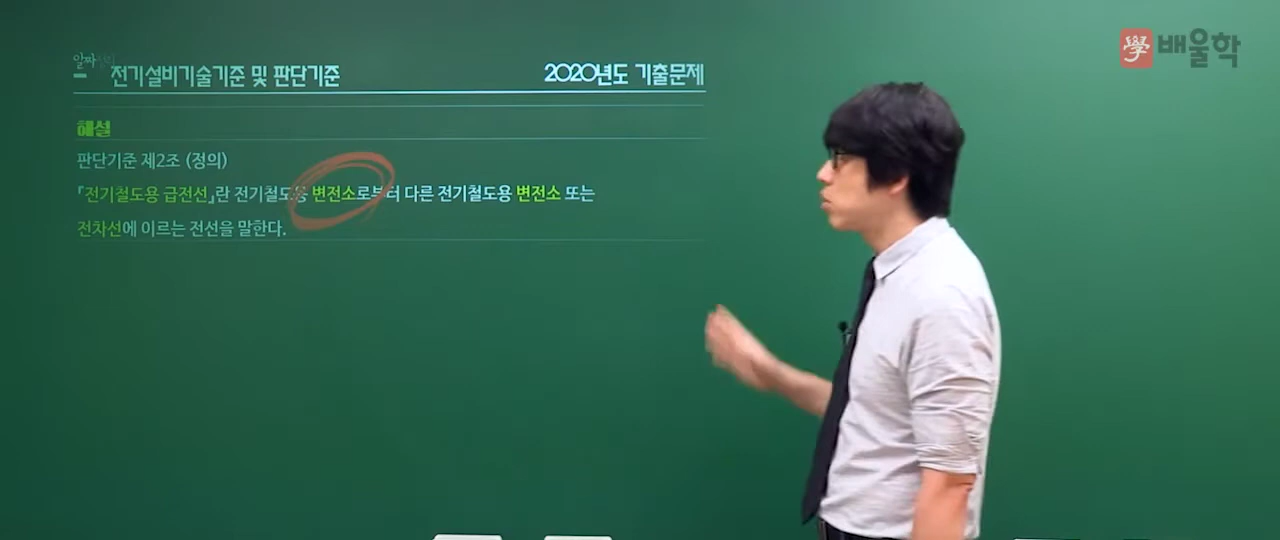 알짜
전기설비기술기준 및 판단기준
2020년도 기출문제
學 배울학
해설
판단기준 제2조 (정의)
「전기철도용 급전선」란 전기철도용 변전소로부터 다른 전기철도용 변전소 또는
전차선에 이르는 전선을 말한다.